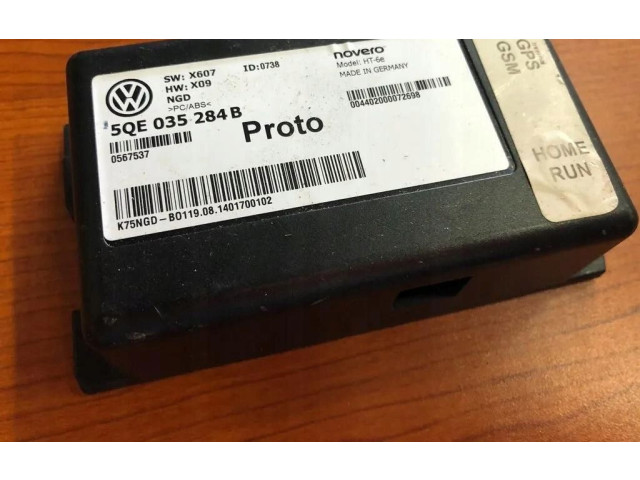 SW: X607
HW: X09
NGD
>PC/ABS<
ID:0738
5QE 035 284 B
0567537
Proto
novero
Model: HT-6e
MADE IN GERMANY
004402000072698
K75NGD-BO119.08.1401700102
GPS
GSM
HOME
RUN